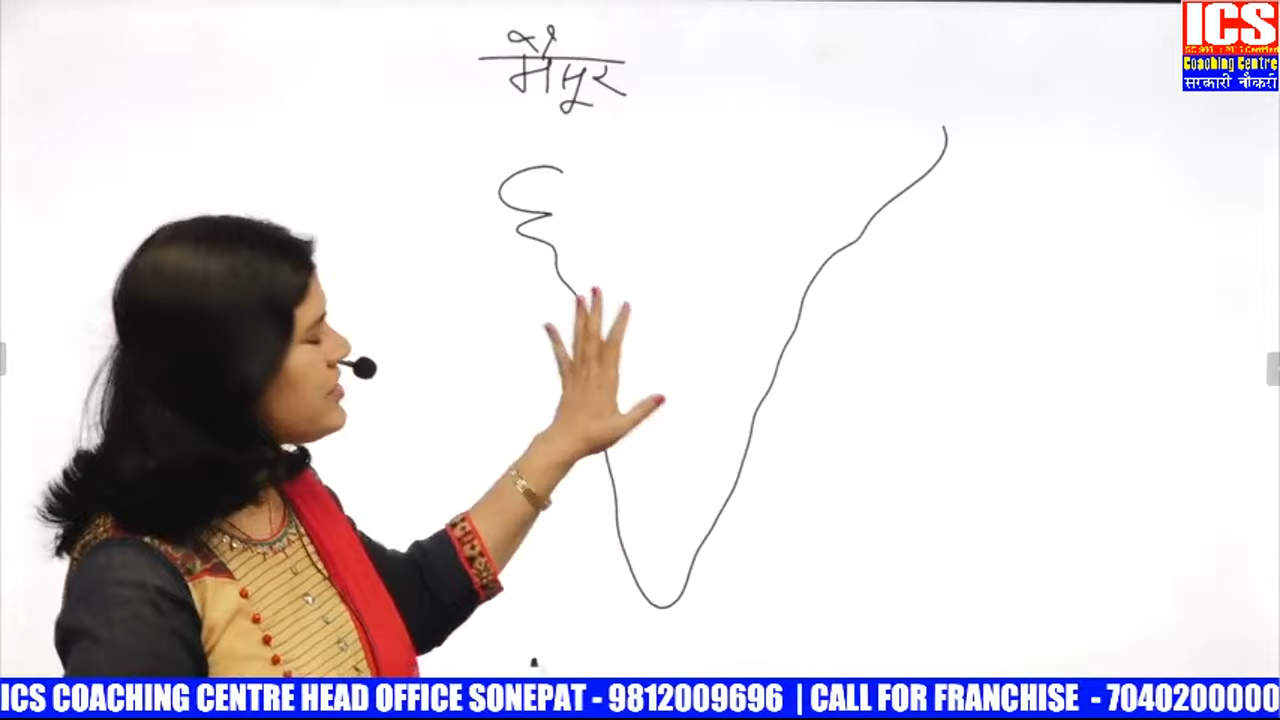 मैसूर
ICS
Coaching Centre
सरकारी नौकरी
ICS COACHING CENTRE HEAD OFFICE SONEPAT - 9812009696 | CALL FOR FRANCHISE - 7040200000